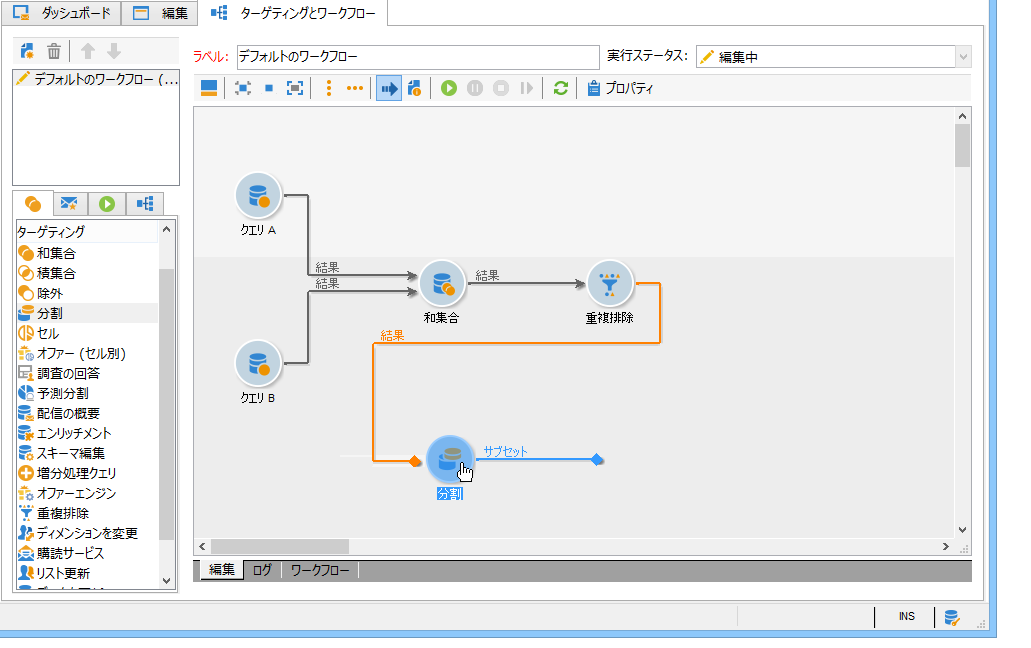 ダッシュボード
編集
ターゲティングとワークフロー
デフォルトのワークフロー (...
ラベル:
デフォルトのワークフロー
実行ステータス:
編集中
プロパティ
ターゲティング
和集合
積集合
除外
分割
セル
オファー (セル別)
調査の回答
予測分割
配信の概要
エンリッチメント
スキーマ編集
増分処理クエリ
オファーエンジン
重複排除
ディメンションを変更
購読サービス
リスト更新
クエリ A
結果
結果
和集合
結果
重複排除
結果
クエリ B
サブセット
分割
編集
ログ
ワークフロー
INS